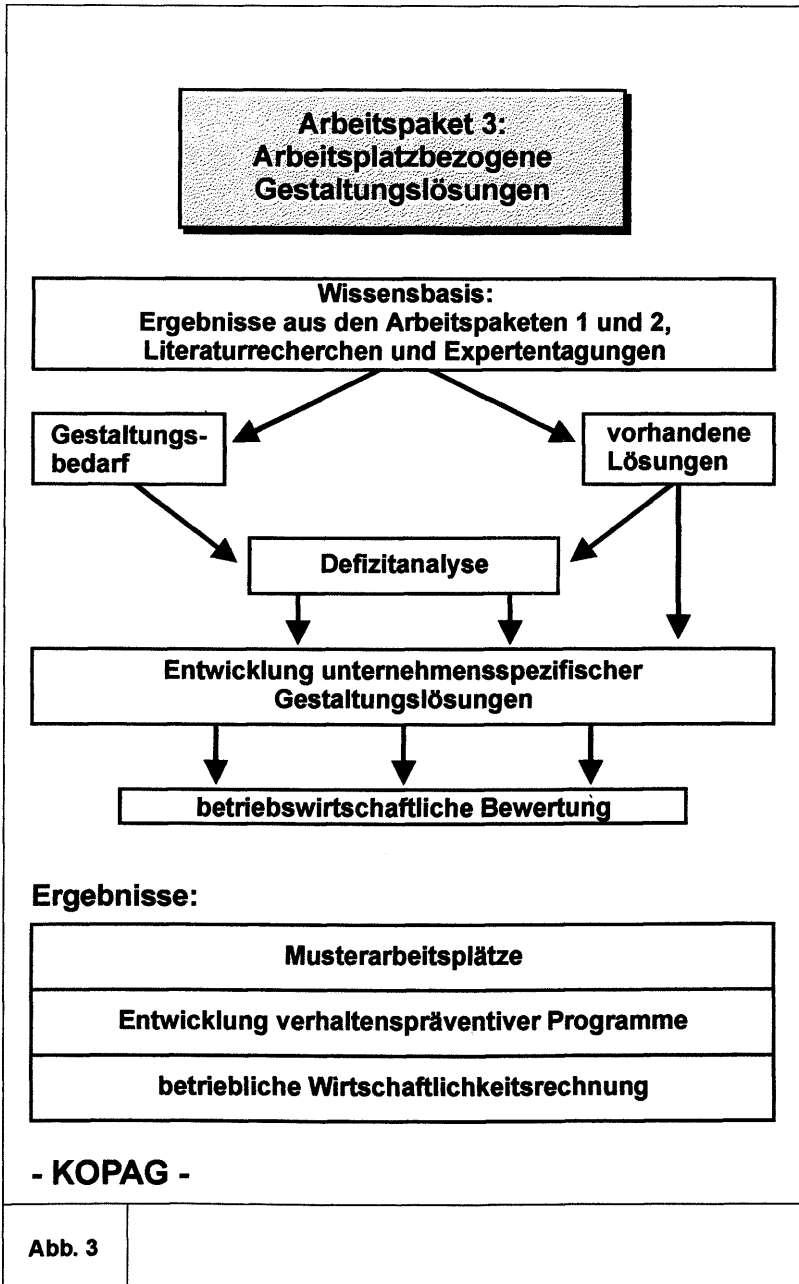 Arbeitspaket 3:
Arbeitsplatzbezogene
Gestaltungslösungen
Wissensbasis:
Ergebnisse aus den Arbeitspaketen 1 und 2,
Literaturrecherchen und Expertentagungen
Gestaltungs-
bedarf
vorhandene
Lösungen
Defizitanalyse
Entwicklung unternehmensspezifischer
Gestaltungslösungen
betriebswirtschaftliche Bewertung
Ergebnisse:
Musterarbeitsplätze
Entwicklung verhaltenspräventiver Programme
betriebliche Wirtschaftlichkeitsrechnung
- KOPAG -
Abb. 3